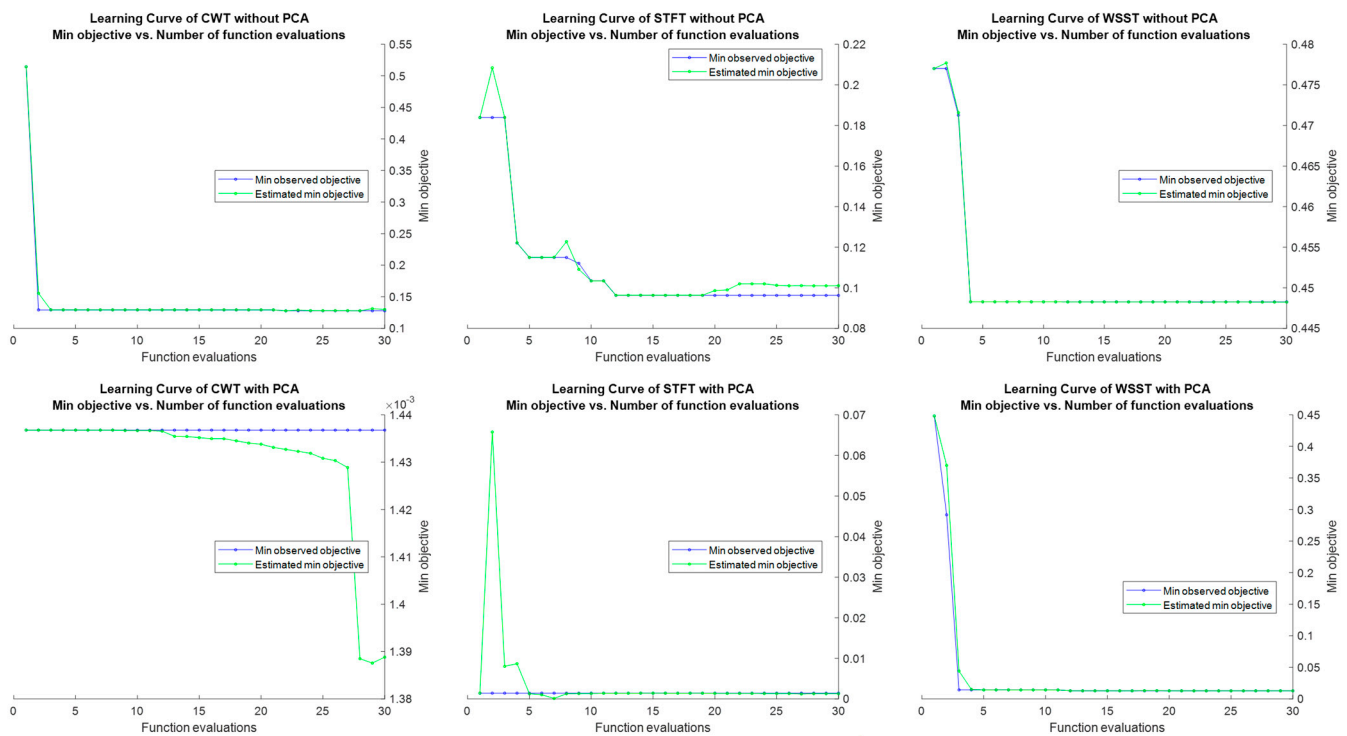 Learning Curve of CWT without PCA
Min objective vs. Number of function evaluations
0.55
0.5
0.45
0.4
0.35
0.3
0.25
0.2
0.15
0.1
Min objective
Min observed objective
Estimated min objective
0 5 10 15 20 25 30
Function evaluations
Learning Curve of STFT without PCA
Min objective vs. Number of function evaluations
0.22
0.2
0.18
0.16
0.14
0.12
0.1
0.08
Min objective
Min observed objective
Estimated min objective
0 5 10 15 20 25 30
Function evaluations
Learning Curve of WSST without PCA
Min objective vs. Number of function evaluations
0.48
0.475
0.47
0.465
0.46
0.455
0.45
0.445
Min objective
Min observed objective
Estimated min objective
0 5 10 15 20 25 30
Function evaluations
Learning Curve of CWT with PCA
Min objective vs. Number of function evaluations
×10⁻³
1.44
1.43
1.42
1.41
1.4
1.39
1.38
Min objective
Min observed objective
Estimated min objective
0 5 10 15 20 25 30
Function evaluations
Learning Curve of STFT with PCA
Min objective vs. Number of function evaluations
0.07
0.06
0.05
0.04
0.03
0.02
0.01
0
Min objective
Min observed objective
Estimated min objective
0 5 10 15 20 25 30
Function evaluations
Learning Curve of WSST with PCA
Min objective vs. Number of function evaluations
0.45
0.4
0.35
0.3
0.25
0.2
0.15
0.1
0.05
0
Min objective
Min observed objective
Estimated min objective
0 5 10 15 20 25 30
Function evaluations